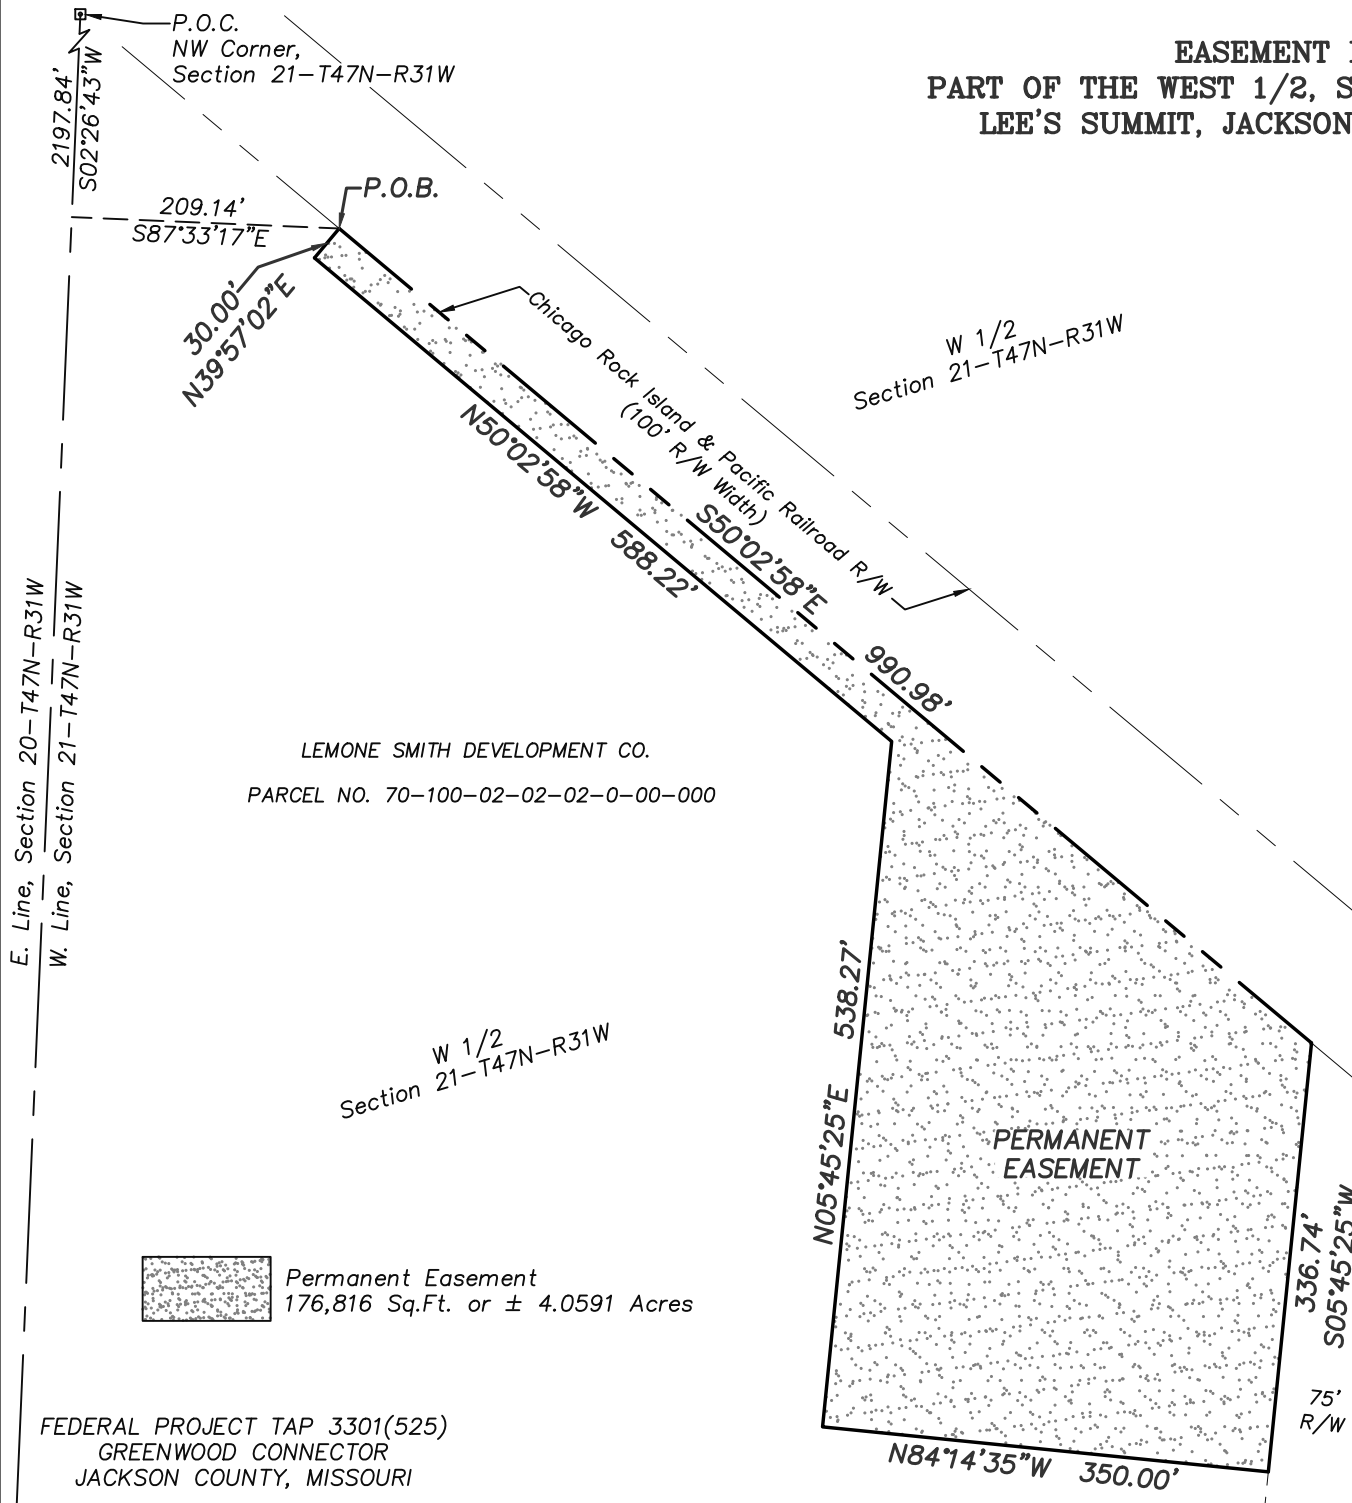 P.O.C.
NW Corner,
Section 21-T47N-R31W
EASEMENT
PART OF THE WEST 1/2, S
LEE'S SUMMIT, JACKSON
2197.84'
S02°26'43"W
P.O.B.
209.14'
S87°33'17"E
30.00'
N39°57'02"E
Chicago Rock Island & Pacific Railroad R/W
(100' R/W Width)
W 1/2
Section 21-T47N-R31W
N50°02'58"W 588.22'
S50°02'58"E 990.98'
E. Line, Section 20-T47N-R31W
W. Line, Section 21-T47N-R31W
LEMONE SMITH DEVELOPMENT CO.
PARCEL NO. 70-100-02-02-02-0-00-000
W 1/2
Section 21-T47N-R31W
N05°45'25"E 538.27'
PERMANENT
EASEMENT
336.74'
S05°45'25"W
Permanent Easement
176,816 Sq.Ft. or ± 4.0591 Acres
75'
R/W
N84°14'35"W 350.00'
FEDERAL PROJECT TAP 3301(525)
GREENWOOD CONNECTOR
JACKSON COUNTY, MISSOURI